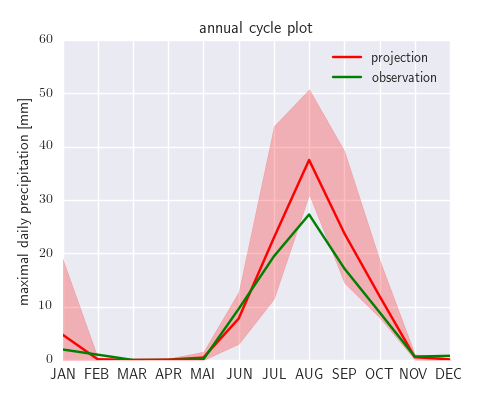 annual cycle plot
60
50
40
30
20
10
0
maximal daily precipitation [mm]
projection
observation
JAN FEB MAR APR MAI JUN JUL AUG SEP OCT NOV DEC